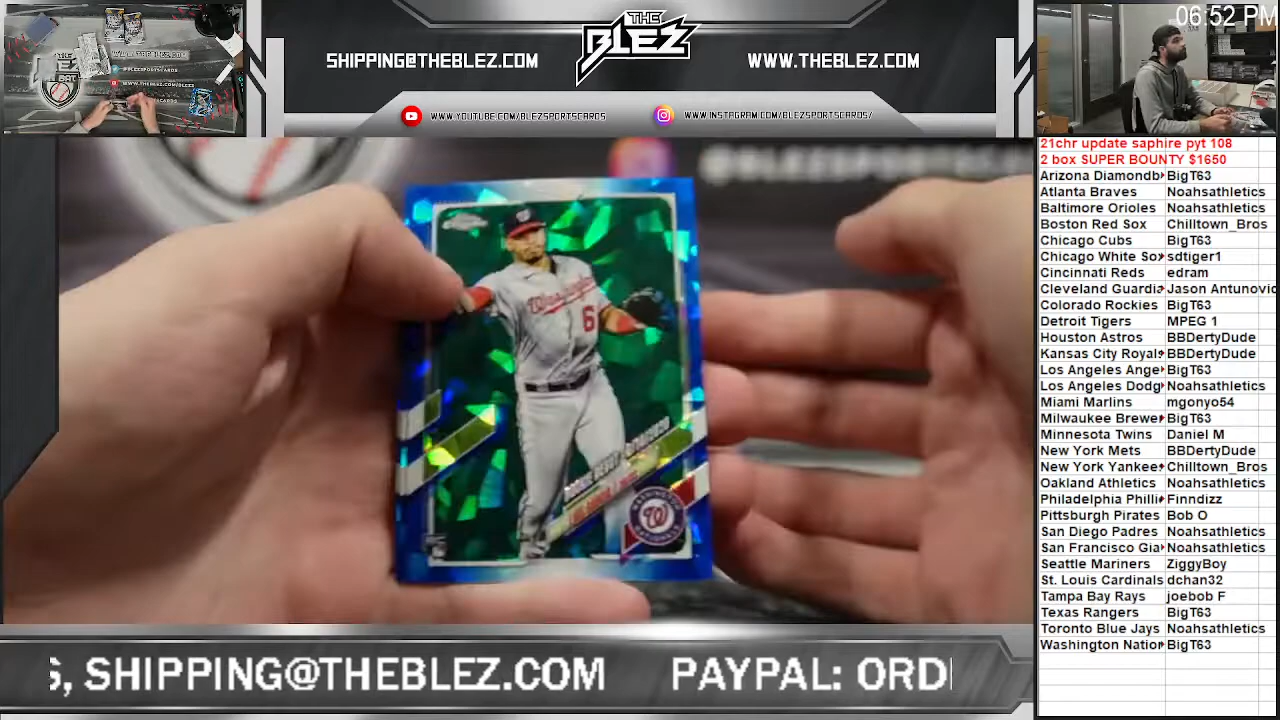 06:52 PM
THE
BLEZ
SHIPPING@THEBLEZ.COM
WWW.THEBLEZ.COM
WWW.YOUTUBE.COM/BLEZSPORTSCARDS
WWW.INSTAGRAM.COM/BLEZSPORTSCARDS/
21chr update saphire pyt 108
2 box SUPER BOUNTY $1650
Arizona Diamondb BigT63
Atlanta Braves Noahsathletics
Baltimore Orioles Noahsathletics
Boston Red Sox Chilltown_Bros
Chicago Cubs BigT63
Chicago White Sox sdtiger1
Cincinnati Reds edram
Cleveland Guardia Jason Antunovic
Colorado Rockies BigT63
Detroit Tigers MPEG 1
Houston Astros BBDertyDude
Kansas City Royals BBDertyDude
Los Angeles Ange BigT63
Los Angeles Dodg Noahsathletics
Miami Marlins mgonyo54
Milwaukee Brewe BigT63
Minnesota Twins Daniel M
New York Mets BBDertyDude
New York Yankee Chilltown_Bros
Oakland Athletics Noahsathletics
Philadelphia Philli Finndizz
Pittsburgh Pirates Bob O
San Diego Padres Noahsathletics
San Francisco Gia Noahsathletics
Seattle Mariners ZiggyBoy
St. Louis Cardinals dchan32
Tampa Bay Rays joebob F
Texas Rangers BigT63
Toronto Blue Jays Noahsathletics
Washington Nation BigT63
Washington
6
W
S, SHIPPING@THEBLEZ.COM PAYPAL: ORD